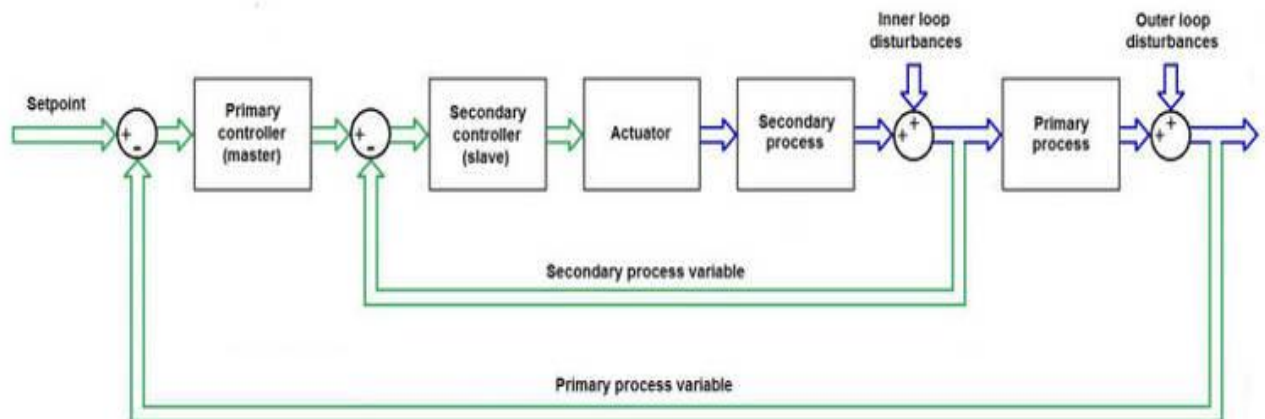 Inner loop
disturbances
Outer loop
disturbances
Setpoint
+
-
Primary
controller
(master)
+
-
Secondary
controller
(slave)
Actuator
Secondary
process
+
+
Primary
process
+
+
Secondary process variable
Primary process variable